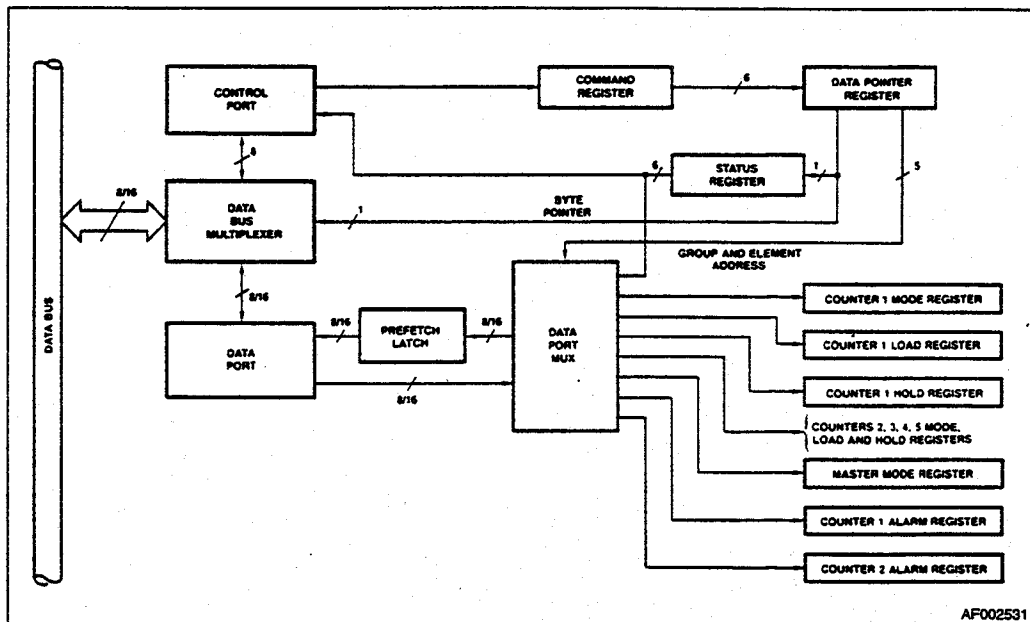 CONTROL
PORT
COMMAND
REGISTER
6
DATA POINTER
REGISTER
8
6
STATUS
REGISTER
1
5
8/16
DATA
BUS
MULTIPLEXER
1
BYTE
POINTER
GROUP AND ELEMENT
ADDRESS
8/16
DATA BUS
DATA
PORT
8/16
PREFETCH
LATCH
8/16
8/16
DATA
PORT
MUX
COUNTER 1 MODE REGISTER
COUNTER 1 LOAD REGISTER
COUNTER 1 HOLD REGISTER
COUNTERS 2, 3, 4, 5 MODE,
LOAD AND HOLD REGISTERS
MASTER MODE REGISTER
COUNTER 1 ALARM REGISTER
COUNTER 2 ALARM REGISTER
AF002531